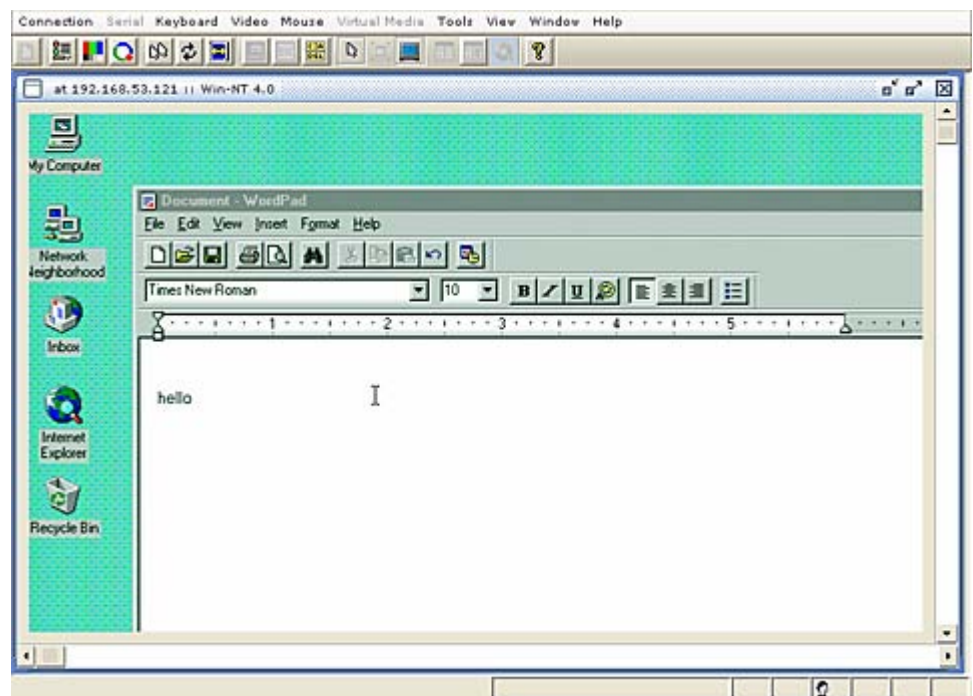 Connection Serial Keyboard Video Mouse Virtual Media Tools View Window Help
at 192.168.53.121 :: Win-NT 4.0
My Computer
Document - WordPad
File Edit View Insert Format Help
Network
Neighborhood
Times New Roman 10 B I U
1 2 3 4 5
Inbox
hello
Internet
Explorer
Recycle Bin